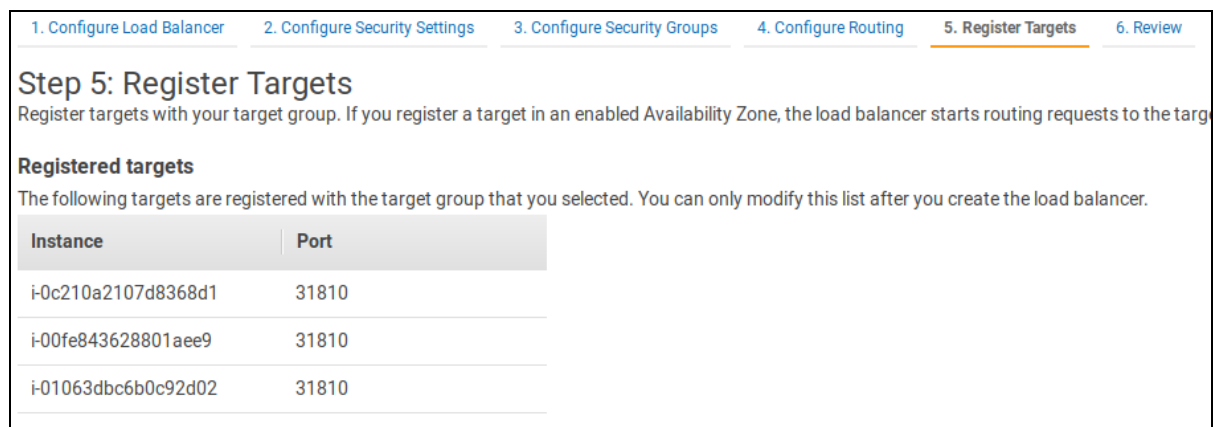 1. Configure Load Balancer 2. Configure Security Settings 3. Configure Security Groups 4. Configure Routing 5. Register Targets 6. Review
Step 5: Register Targets
Register targets with your target group. If you register a target in an enabled Availability Zone, the load balancer starts routing requests to the targ
Registered targets
The following targets are registered with the target group that you selected. You can only modify this list after you create the load balancer.
Instance Port
i-0c210a2107d8368d1 31810
i-00fe843628801aee9 31810
i-01063dbc6b0c92d02 31810